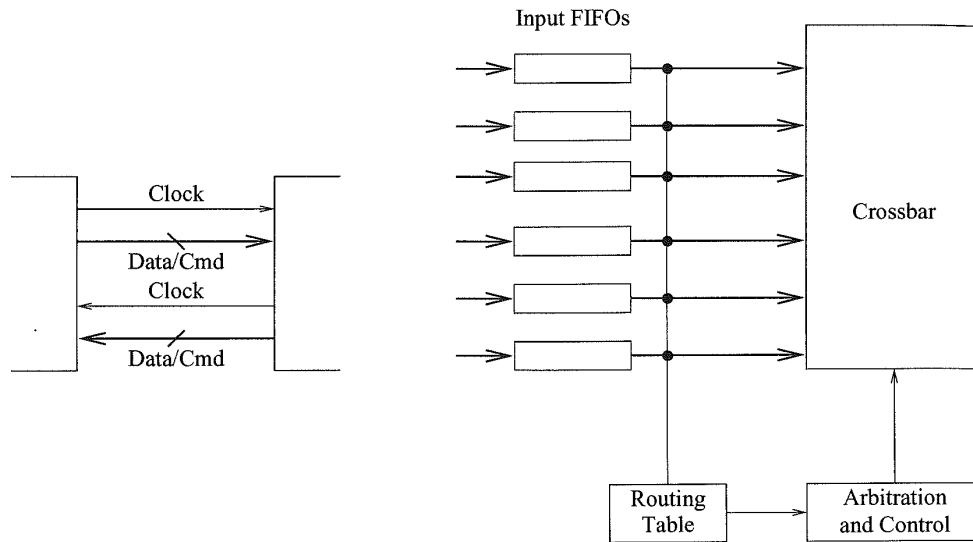 Input FIFOs
Clock
Data/Cmd
Clock
Data/Cmd
Crossbar
Routing
Table
Arbitration
and Control